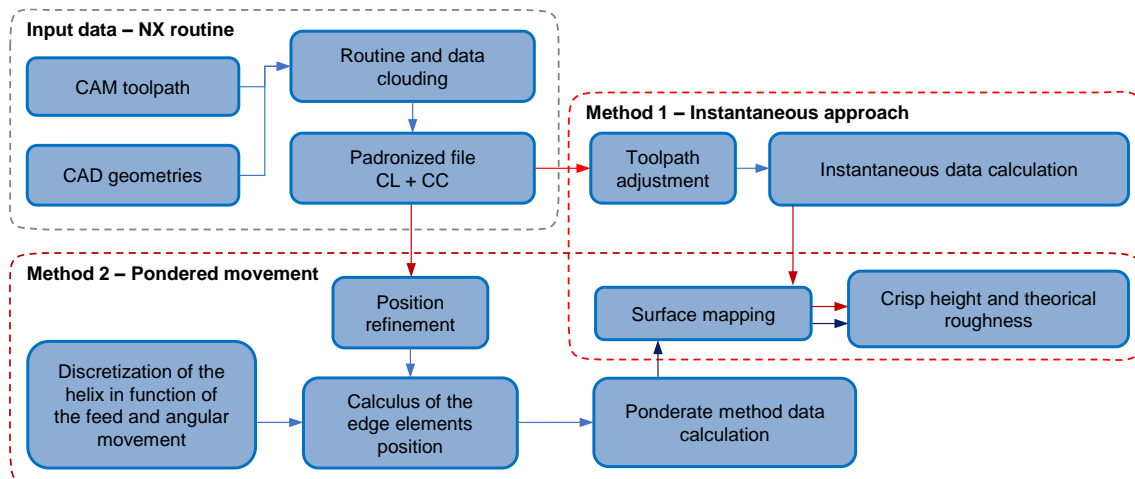 Input data – NX routine
CAM toolpath
Routine and data
clouding
CAD geometries
Padronized file
CL + CC
Method 1 – Instantaneous approach
Toolpath
adjustment
Instantaneous data calculation
Method 2 – Pondered movement
Position
refinement
Surface mapping
Crisp height and theorical
roughness
Discretization of the
helix in function of
the feed and angular
movement
Calculus of the
edge elements
position
Ponderate method data
calculation